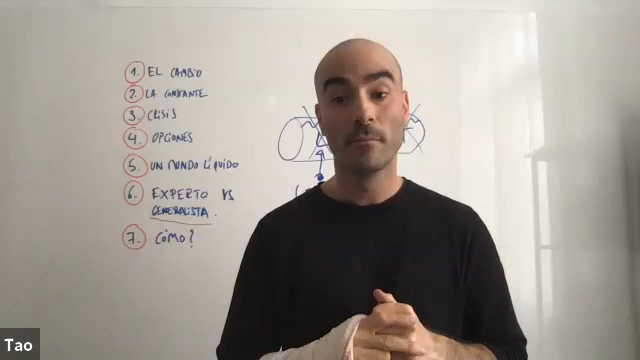 1. EL CAMBIO
2. LA CONSTANTE
3. CRISIS
4. OPCIONES
5. UN MUNDO LÍQUIDO
6. EXPERTO VS
GENERALISTA.
7. CÓMO?
Tao